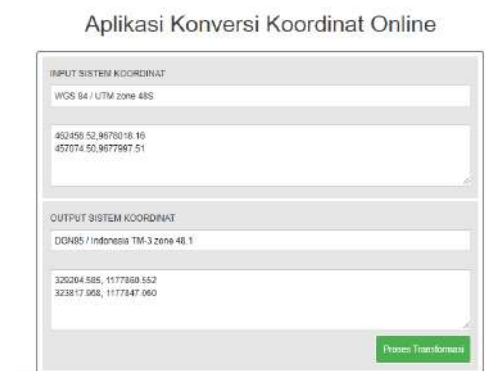 Aplikasi Konversi Koordinat Online
INPUT SISTEM KOORDINAT
WGS 84 / UTM zone 48S
462458.52,9678018.16
457074.50,9677997.51
OUTPUT SISTEM KOORDINAT
DGN95 / Indonesia TM-3 zone 48.1
329204.585, 1177860.552
323817.968, 1177847.060
Proses Transformasi